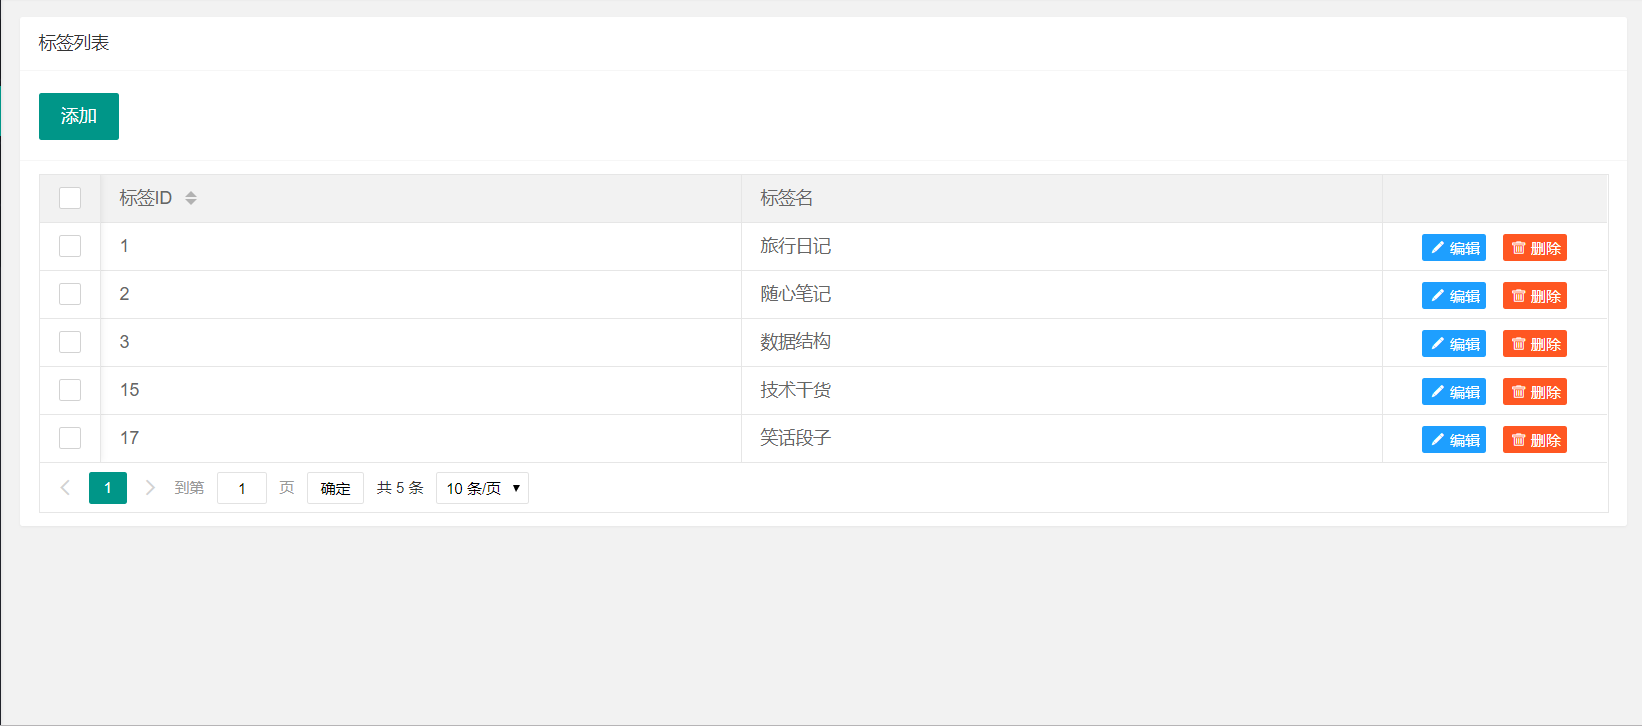 标签列表
添加
标签ID 标签名
1 旅行日记 编辑 删除
2 随心笔记 编辑 删除
3 数据结构 编辑 删除
15 技术干货 编辑 删除
17 笑话段子 编辑 删除
1 到第 1 页 确定 共 5 条 10 条/页